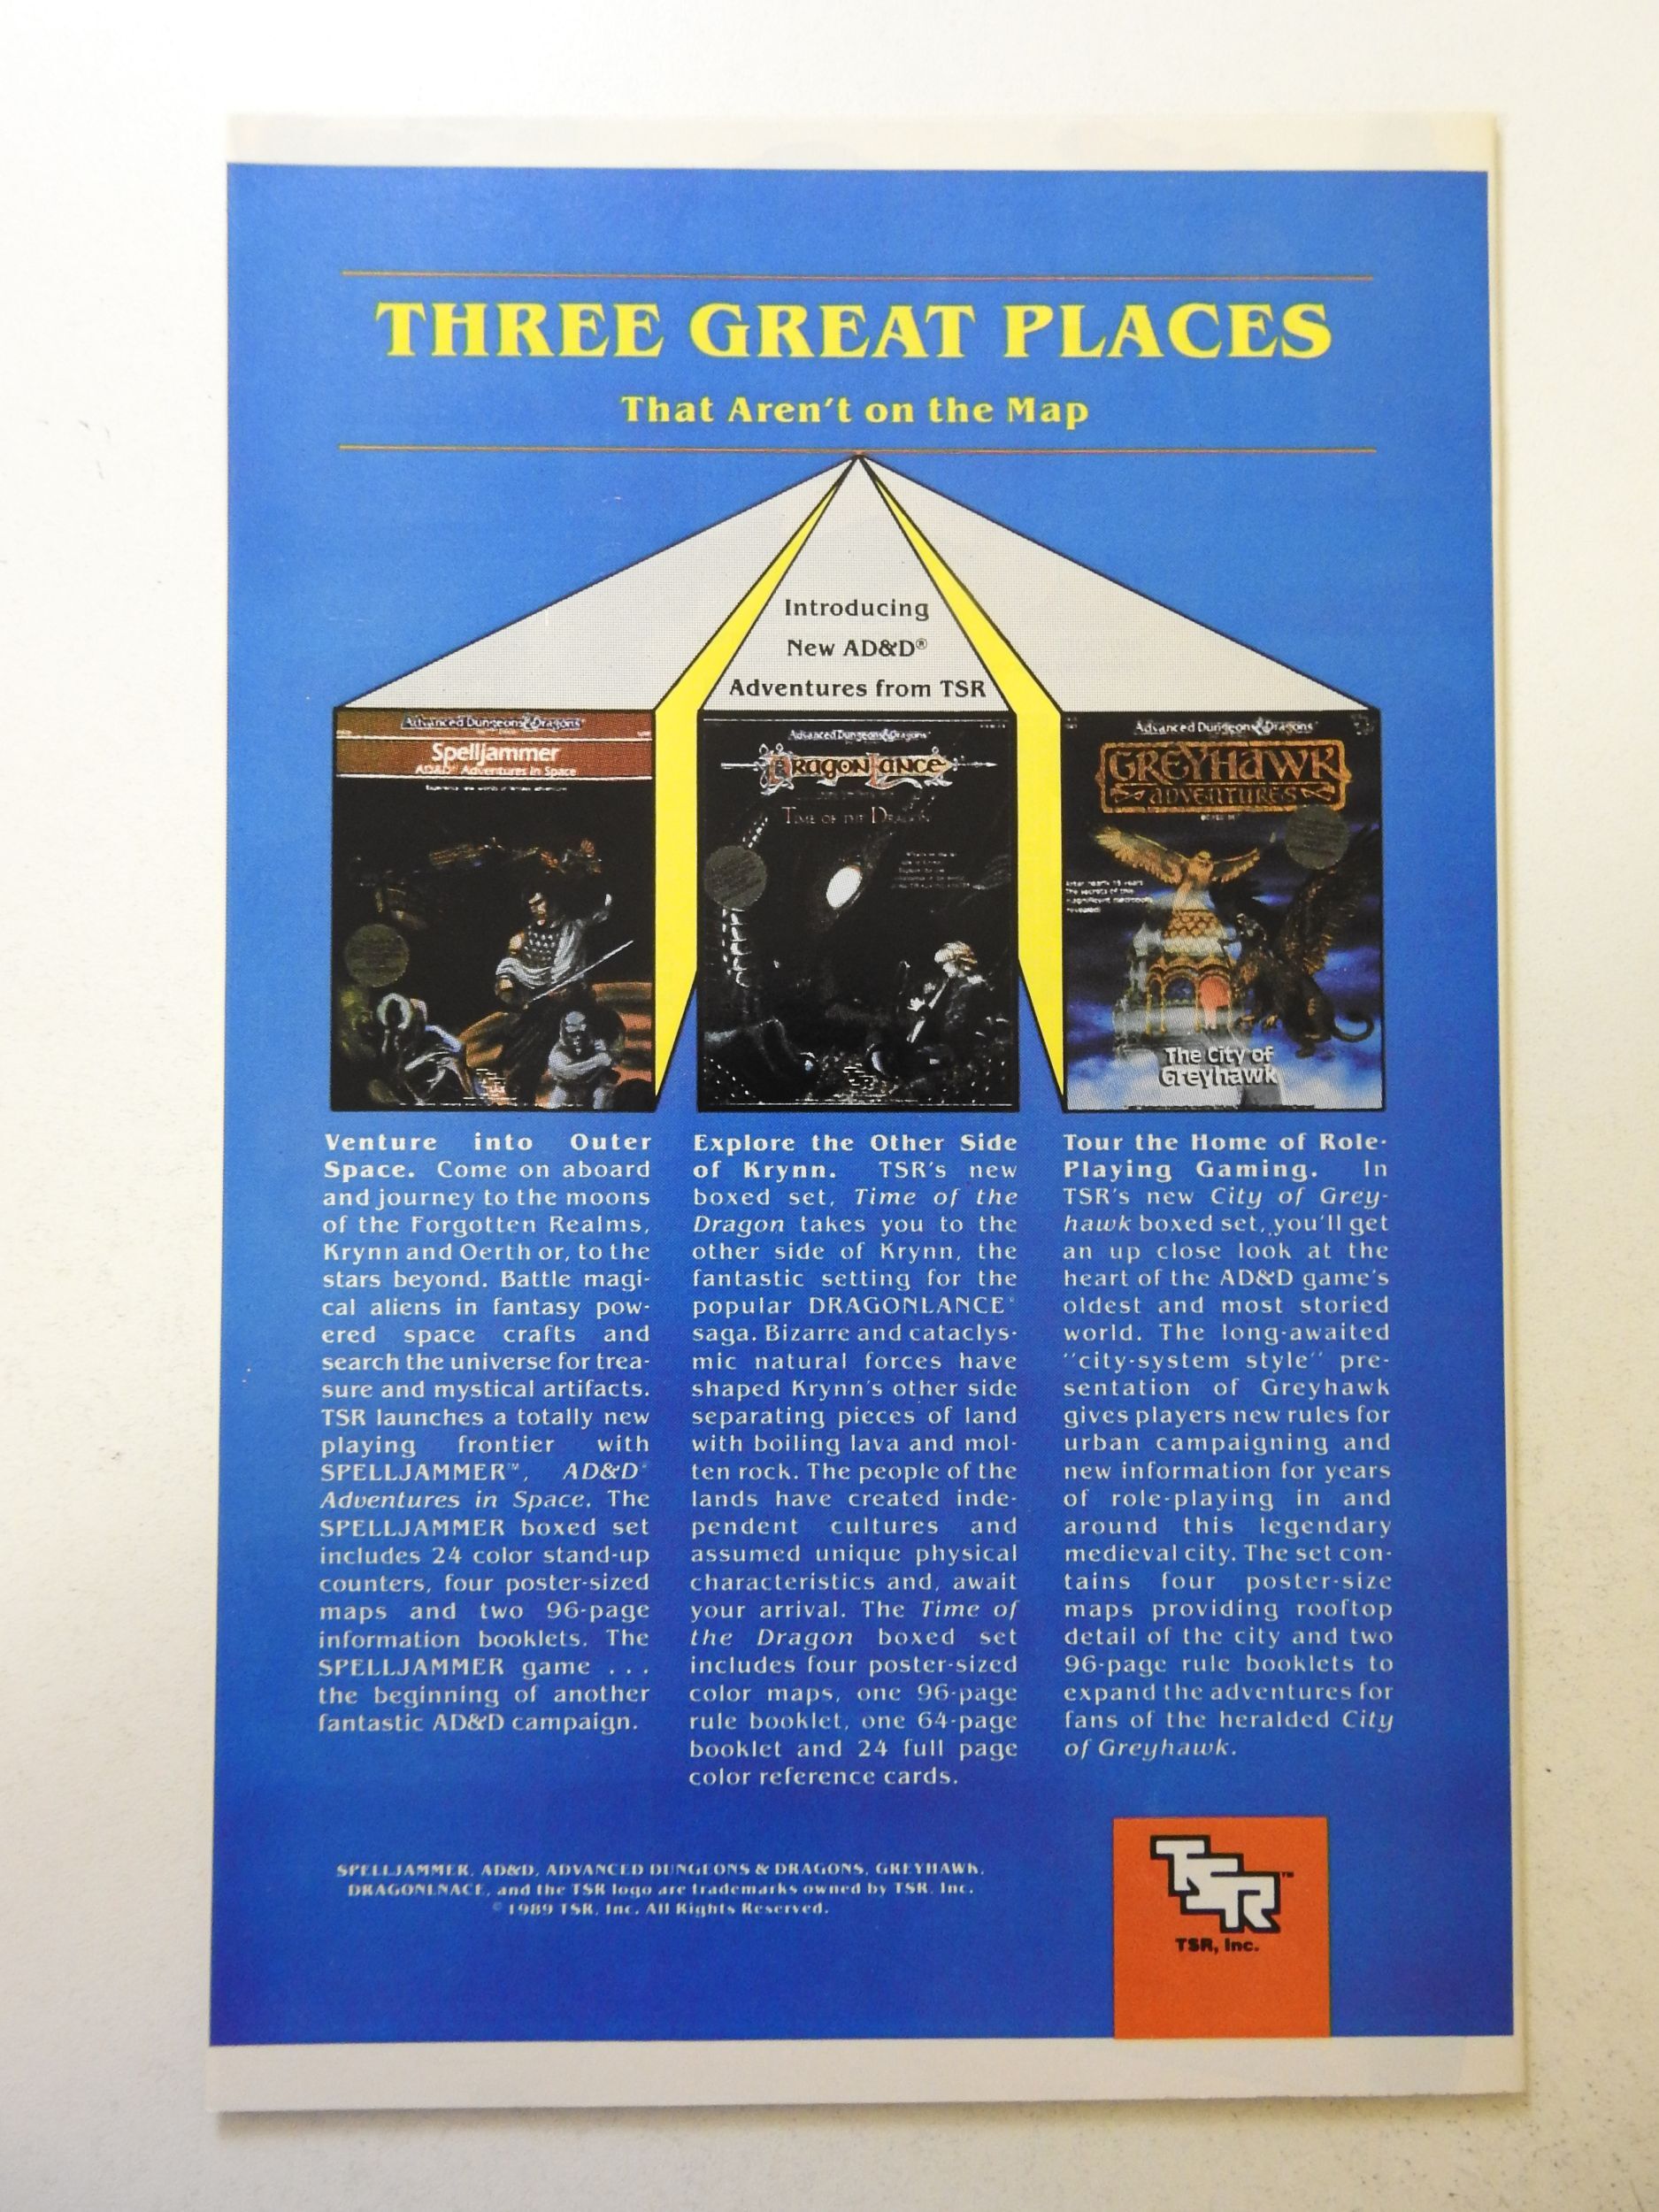 THREE GREAT PLACES
That Aren't on the Map
Introducing
New AD&D®
Adventures from TSR
Advanced Dungeons & Dragons®
Spelljammer
AD&D® Adventures in Space
Advanced Dungeons & Dragons®
DRAGONLANCE
TIME OF THE DRAGON
Advanced Dungeons & Dragons®
GREYHAWK
ADVENTURES
The City of
Greyhawk
Venture into Outer
Space. Come on aboard
and journey to the moons
of the Forgotten Realms,
Krynn and Oerth or, to the
stars beyond. Battle magi-
cal aliens in fantasy pow-
ered space crafts and
search the universe for trea-
sure and mystical artifacts.
TSR launches a totally new
playing frontier with
SPELLJAMMER™, AD&D®
Adventures in Space. The
SPELLJAMMER boxed set
includes 24 color stand-up
counters, four poster-sized
maps and two 96-page
information booklets. The
SPELLJAMMER game . . .
the beginning of another
fantastic AD&D campaign.
Explore the Other Side
of Krynn. TSR's new
boxed set, Time of the
Dragon takes you to the
other side of Krynn, the
fantastic setting for the
popular DRAGONLANCE®
saga. Bizarre and cataclys-
mic natural forces have
shaped Krynn's other side
separating pieces of land
with boiling lava and mol-
ten rock. The people of the
lands have created inde-
pendent cultures and
assumed unique physical
characteristics and, await
your arrival. The Time of
the Dragon boxed set
includes four poster-sized
color maps, one 96-page
rule booklet, one 64-page
booklet and 24 full page
color reference cards.
Tour the Home of Role-
Playing Gaming. In
TSR's new City of Grey-
hawk boxed set, you'll get
an up close look at the
heart of the AD&D game's
oldest and most storied
world. The long-awaited
"city-system style" pre-
sentation of Greyhawk
gives players new rules for
urban campaigning and
new information for years
of role-playing in and
around this legendary
medieval city. The set con-
tains four poster-size
maps providing rooftop
detail of the city and two
96-page rule booklets to
expand the adventures for
fans of the heralded City
of Greyhawk.
SPELLJAMMER, AD&D, ADVANCED DUNGEONS & DRAGONS, GREYHAWK,
DRAGONLNACE, and the TSR logo are trademarks owned by TSR, Inc.
© 1989 TSR, Inc. All Rights Reserved.
TSR™
TSR, Inc.